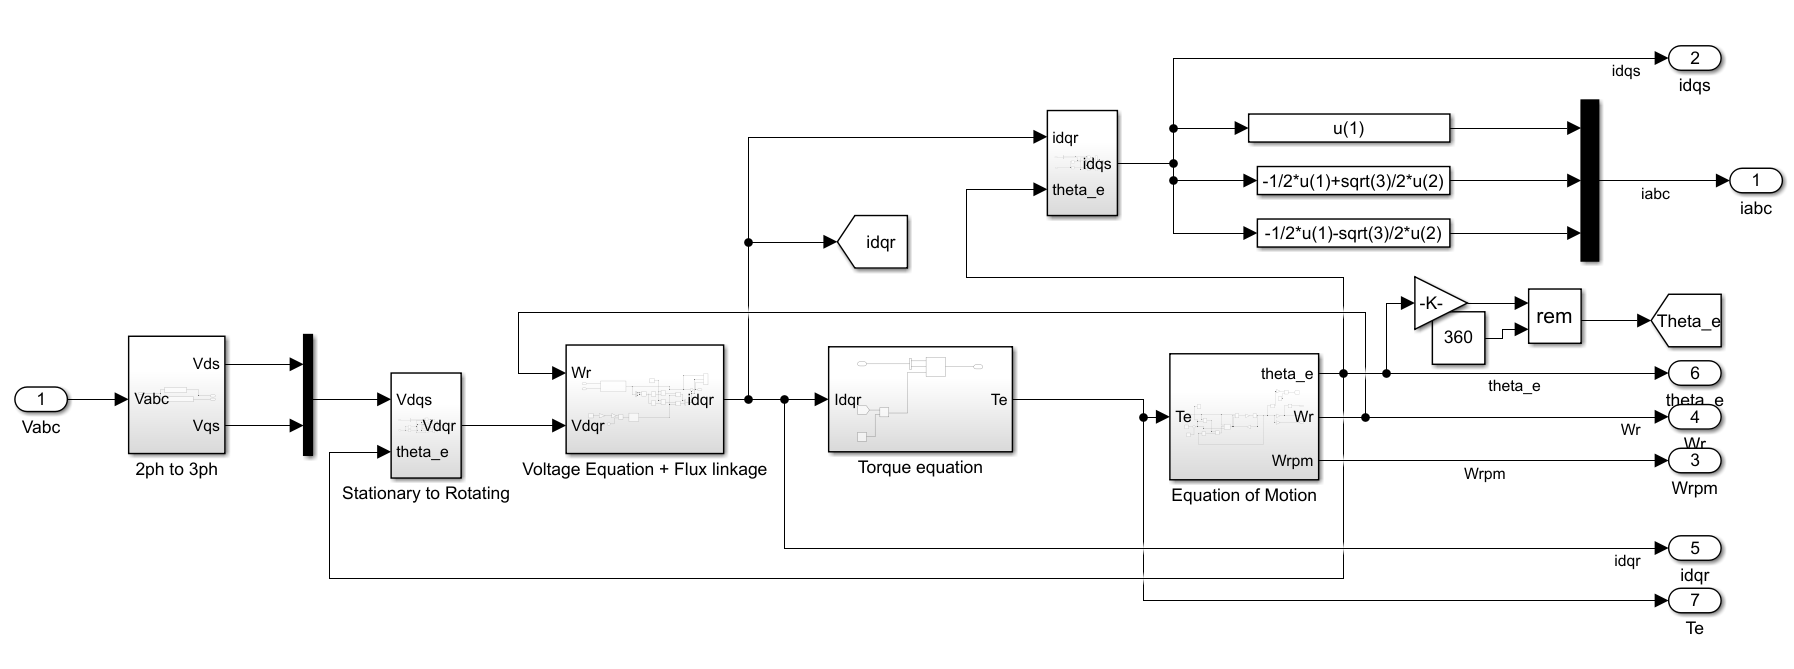 2
idqs
idqs
u(1)
idqr
idqs
theta_e
-1/2*u(1)+sqrt(3)/2*u(2)
1
iabc
iabc
-1/2*u(1)-sqrt(3)/2*u(2)
idqr
-K-
360
rem
Theta_e
1
Vabc
Vabc
Vds
Vqs
2ph to 3ph
Vdqs
Vdqr
theta_e
Stationary to Rotating
Wr
idqr
Vdqr
Voltage Equation + Flux linkage
Idqr
Te
Torque equation
Te
theta_e
Wr
Wrpm
Equation of Motion
theta_e
6
theta_e
Wr
4
Wr
Wrpm
3
Wrpm
idqr
5
idqr
7
Te